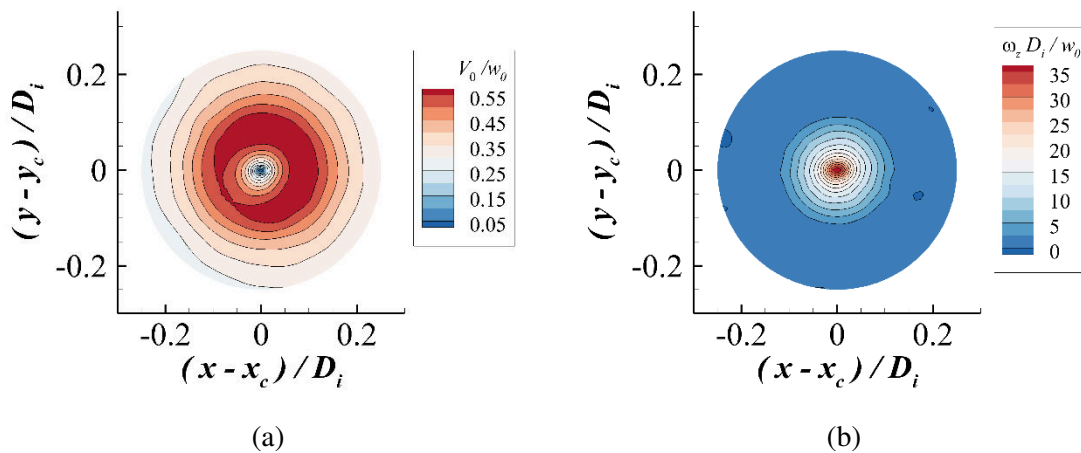 V_0 / w_0
0.55
0.45
0.35
0.25
0.15
0.05
0.2
0
-0.2
-0.2 0 0.2
(y - y_c) / D_i
(x - x_c) / D_i
(a)
ω_z D_i / w_0
35
30
25
20
15
10
5
0
0.2
0
-0.2
-0.2 0 0.2
(y - y_c) / D_i
(x - x_c) / D_i
(b)